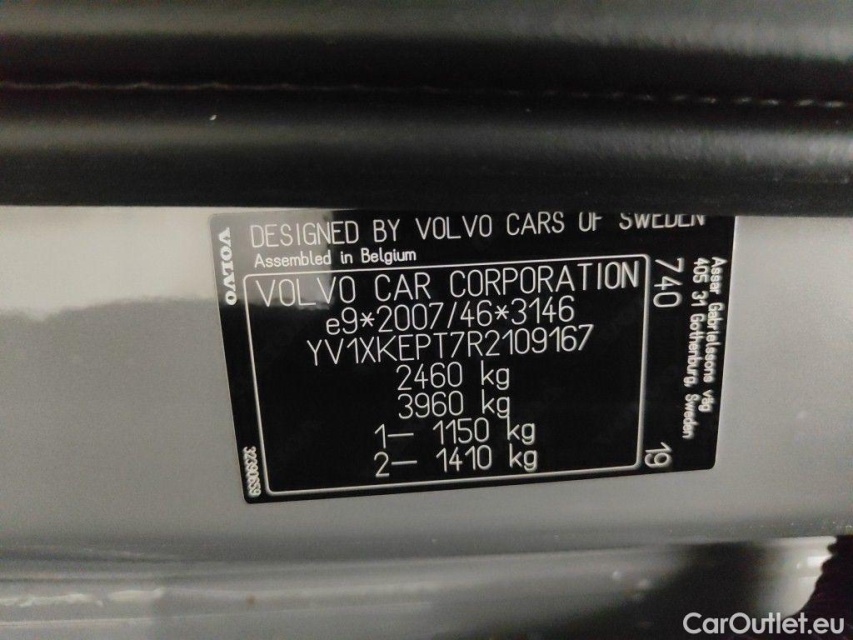 DESIGNED BY VOLVO CARS OF SWEDEN
Assembled in Belgium
VOLVO
VOLVO CAR CORPORATION
e9*2007/46*3146
YV1XKEPT7R2109167
2460 kg
3960 kg
1– 1150 kg
2– 1410 kg
740
19
Assar Gabrielssons väg
405 31 Gothenburg, Sweden
CarOutlet.eu